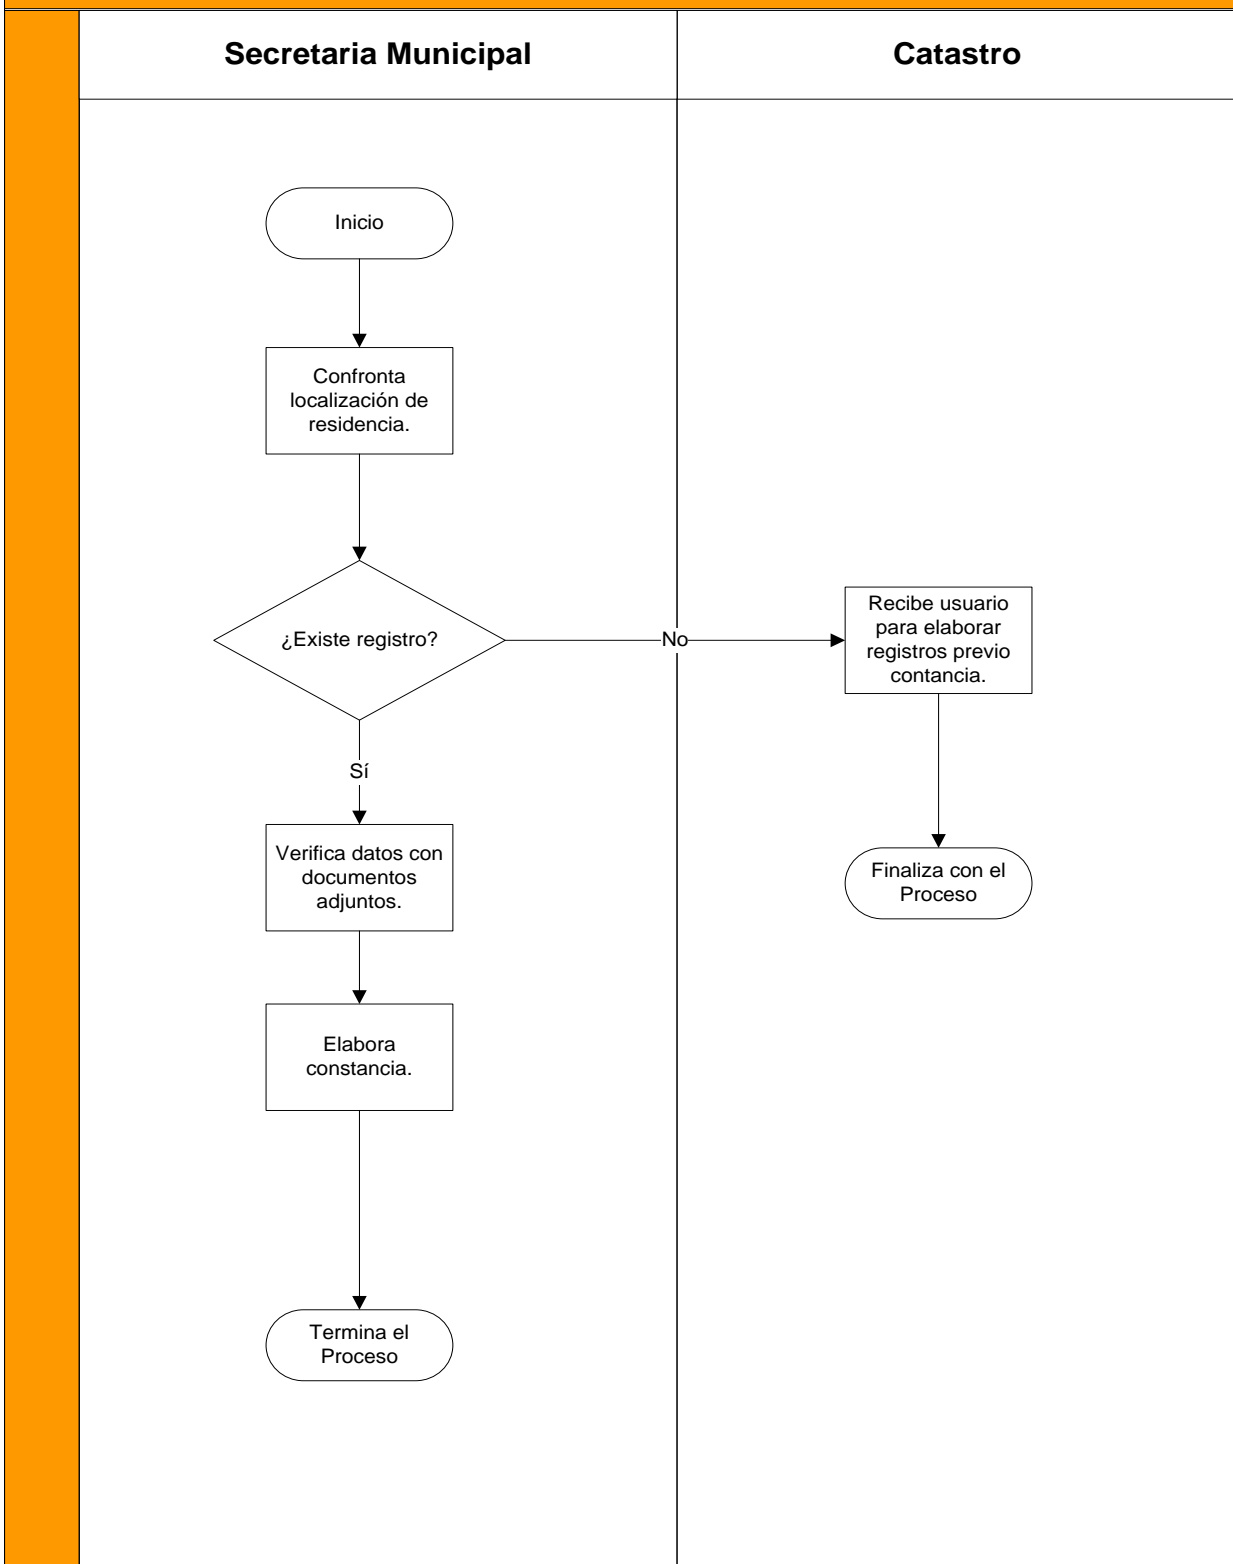 Secretaria Municipal
Catastro
Inicio
Confronta
localización de
residencia.
¿Existe registro?
No
Recibe usuario
para elaborar
registros previo
contancia.
Sí
Verifica datos con
documentos
adjuntos.
Finaliza con el
Proceso
Elabora
constancia.
Termina el
Proceso